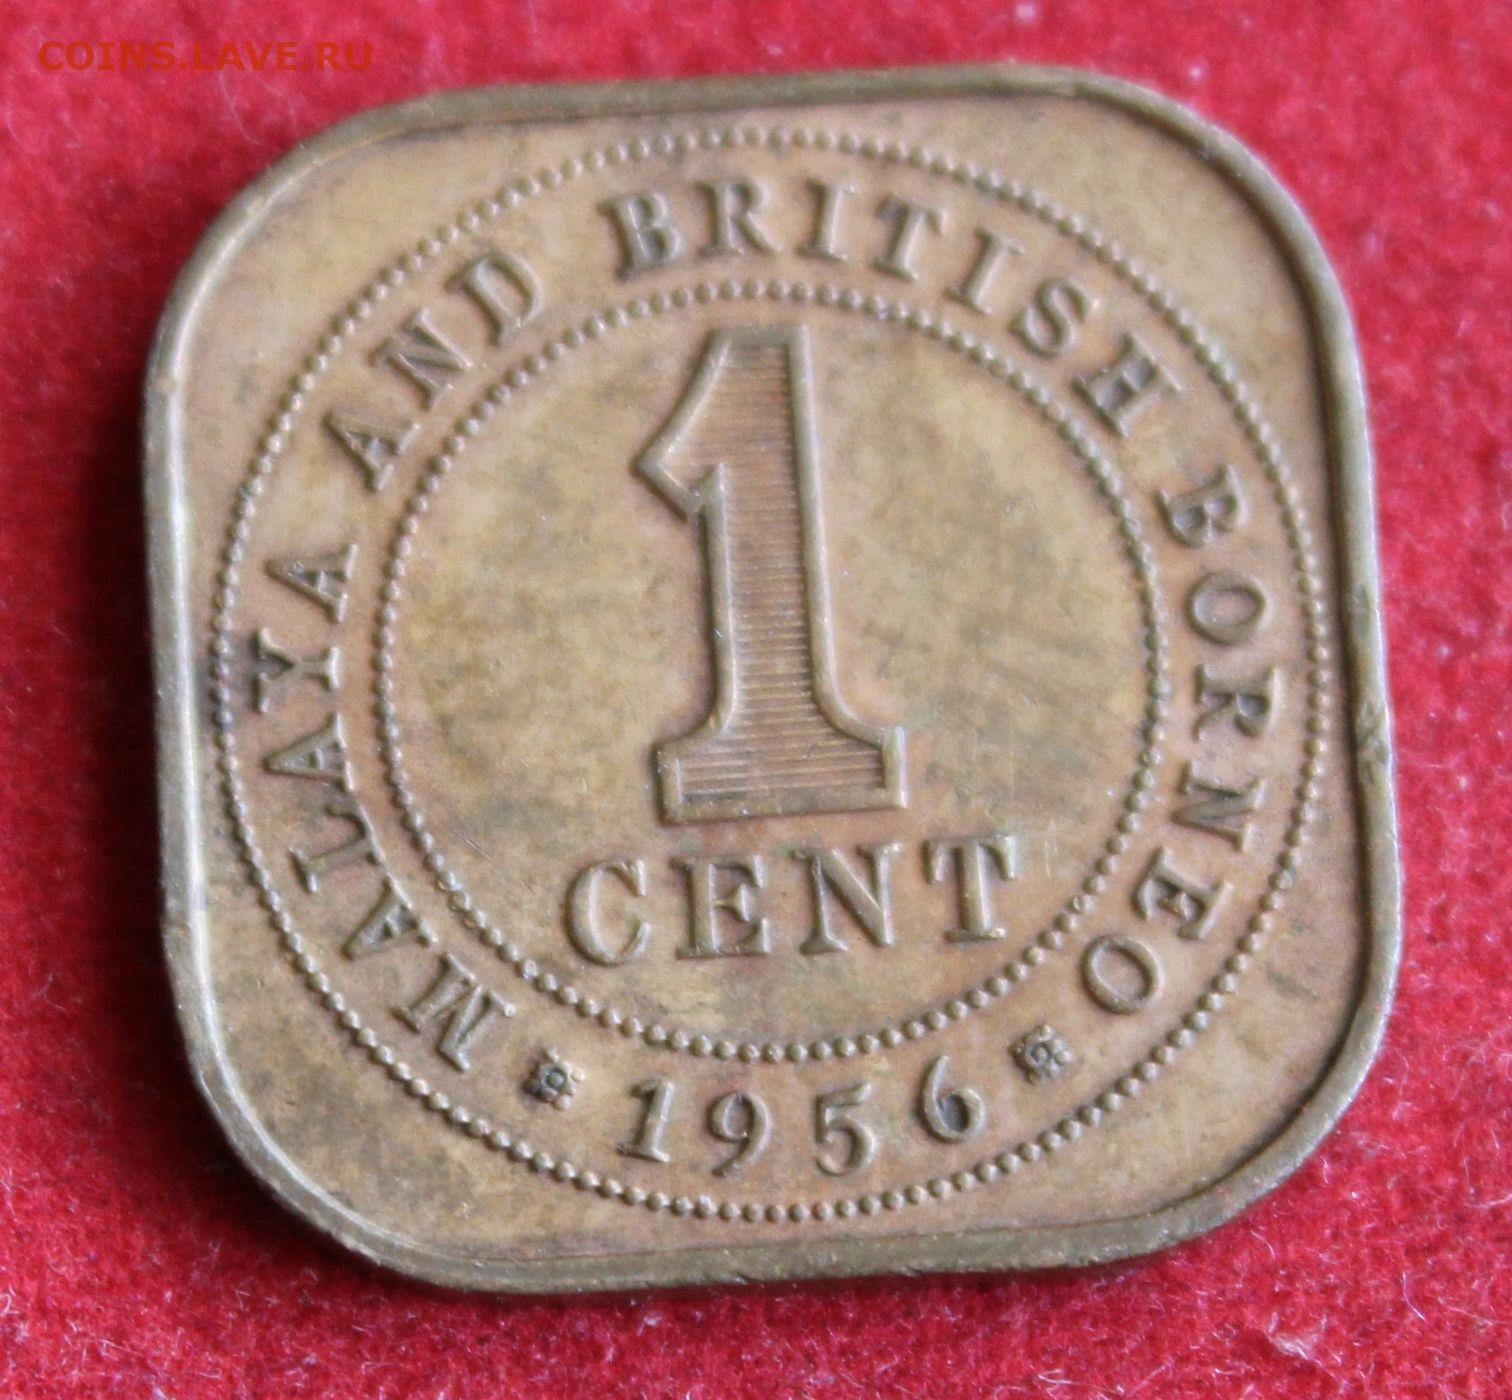 COINS.LAVE.RU
MALAYA AND BRITISH BORNEO
1
CENT
1956